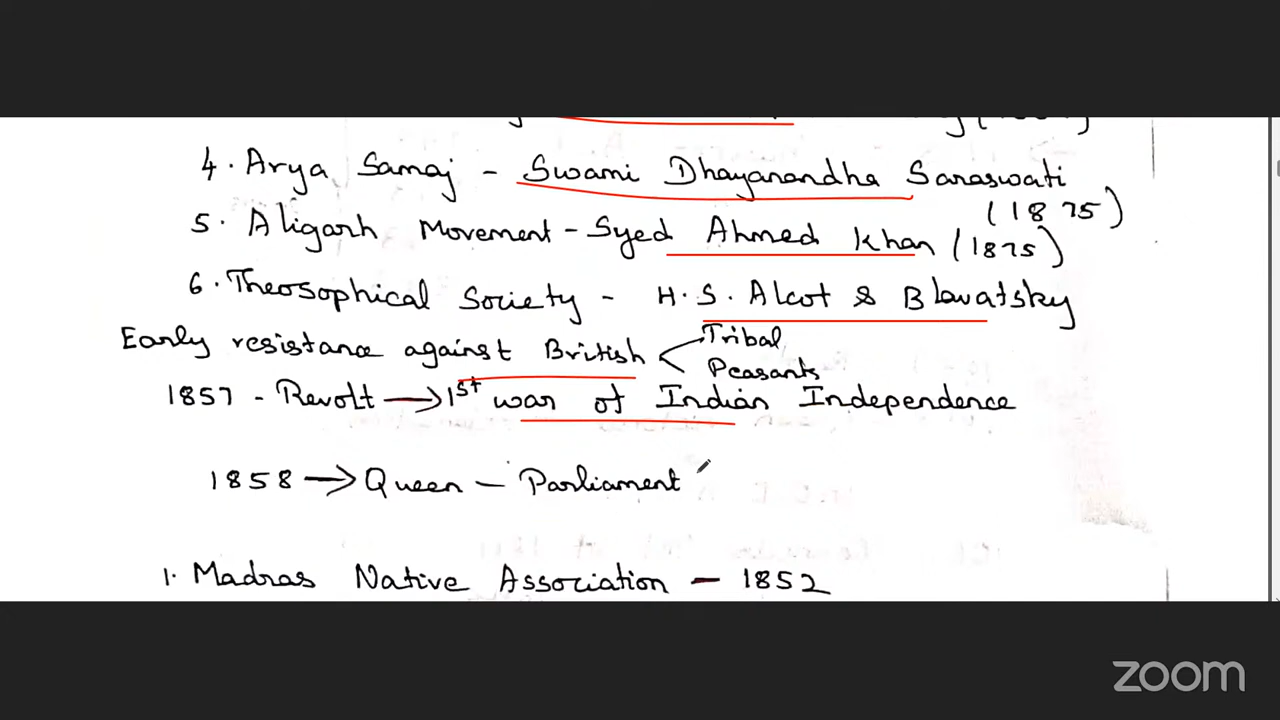 4. Arya Samaj - Swami Dhayanandha Saraswati
(1875)
5. Aligarh Movement - Syed Ahmed Khan (1875)
6. Theosophical Society - H.S. Alcot & Blavatsky
Early resistance against British Tribal
Peasants
1857 - Revolt → 1st war of Indian Independence
1858 → Queen - Parliament
1. Madras Native Association - 1852
zoom